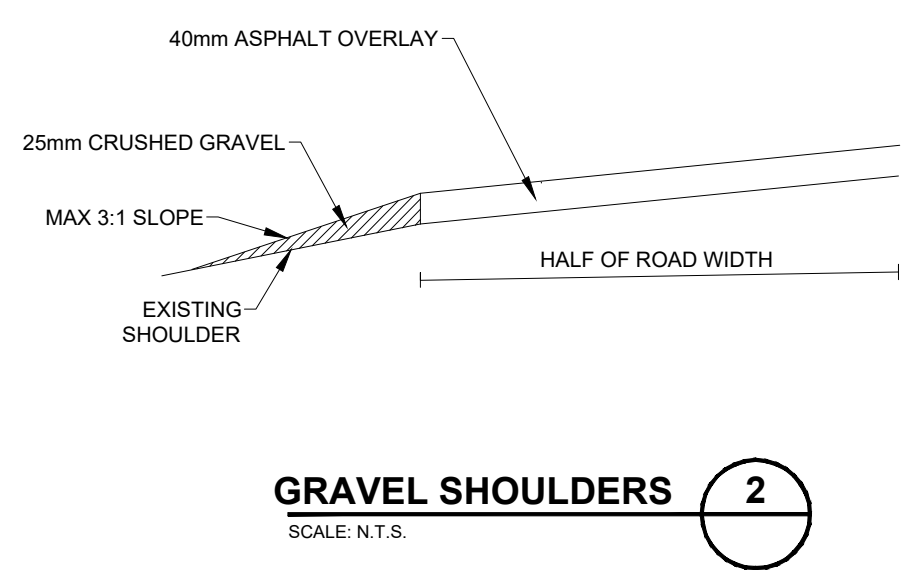 40mm ASPHALT OVERLAY
25mm CRUSHED GRAVEL
MAX 3:1 SLOPE
HALF OF ROAD WIDTH
EXISTING
SHOULDER
GRAVEL SHOULDERS
2
SCALE: N.T.S.